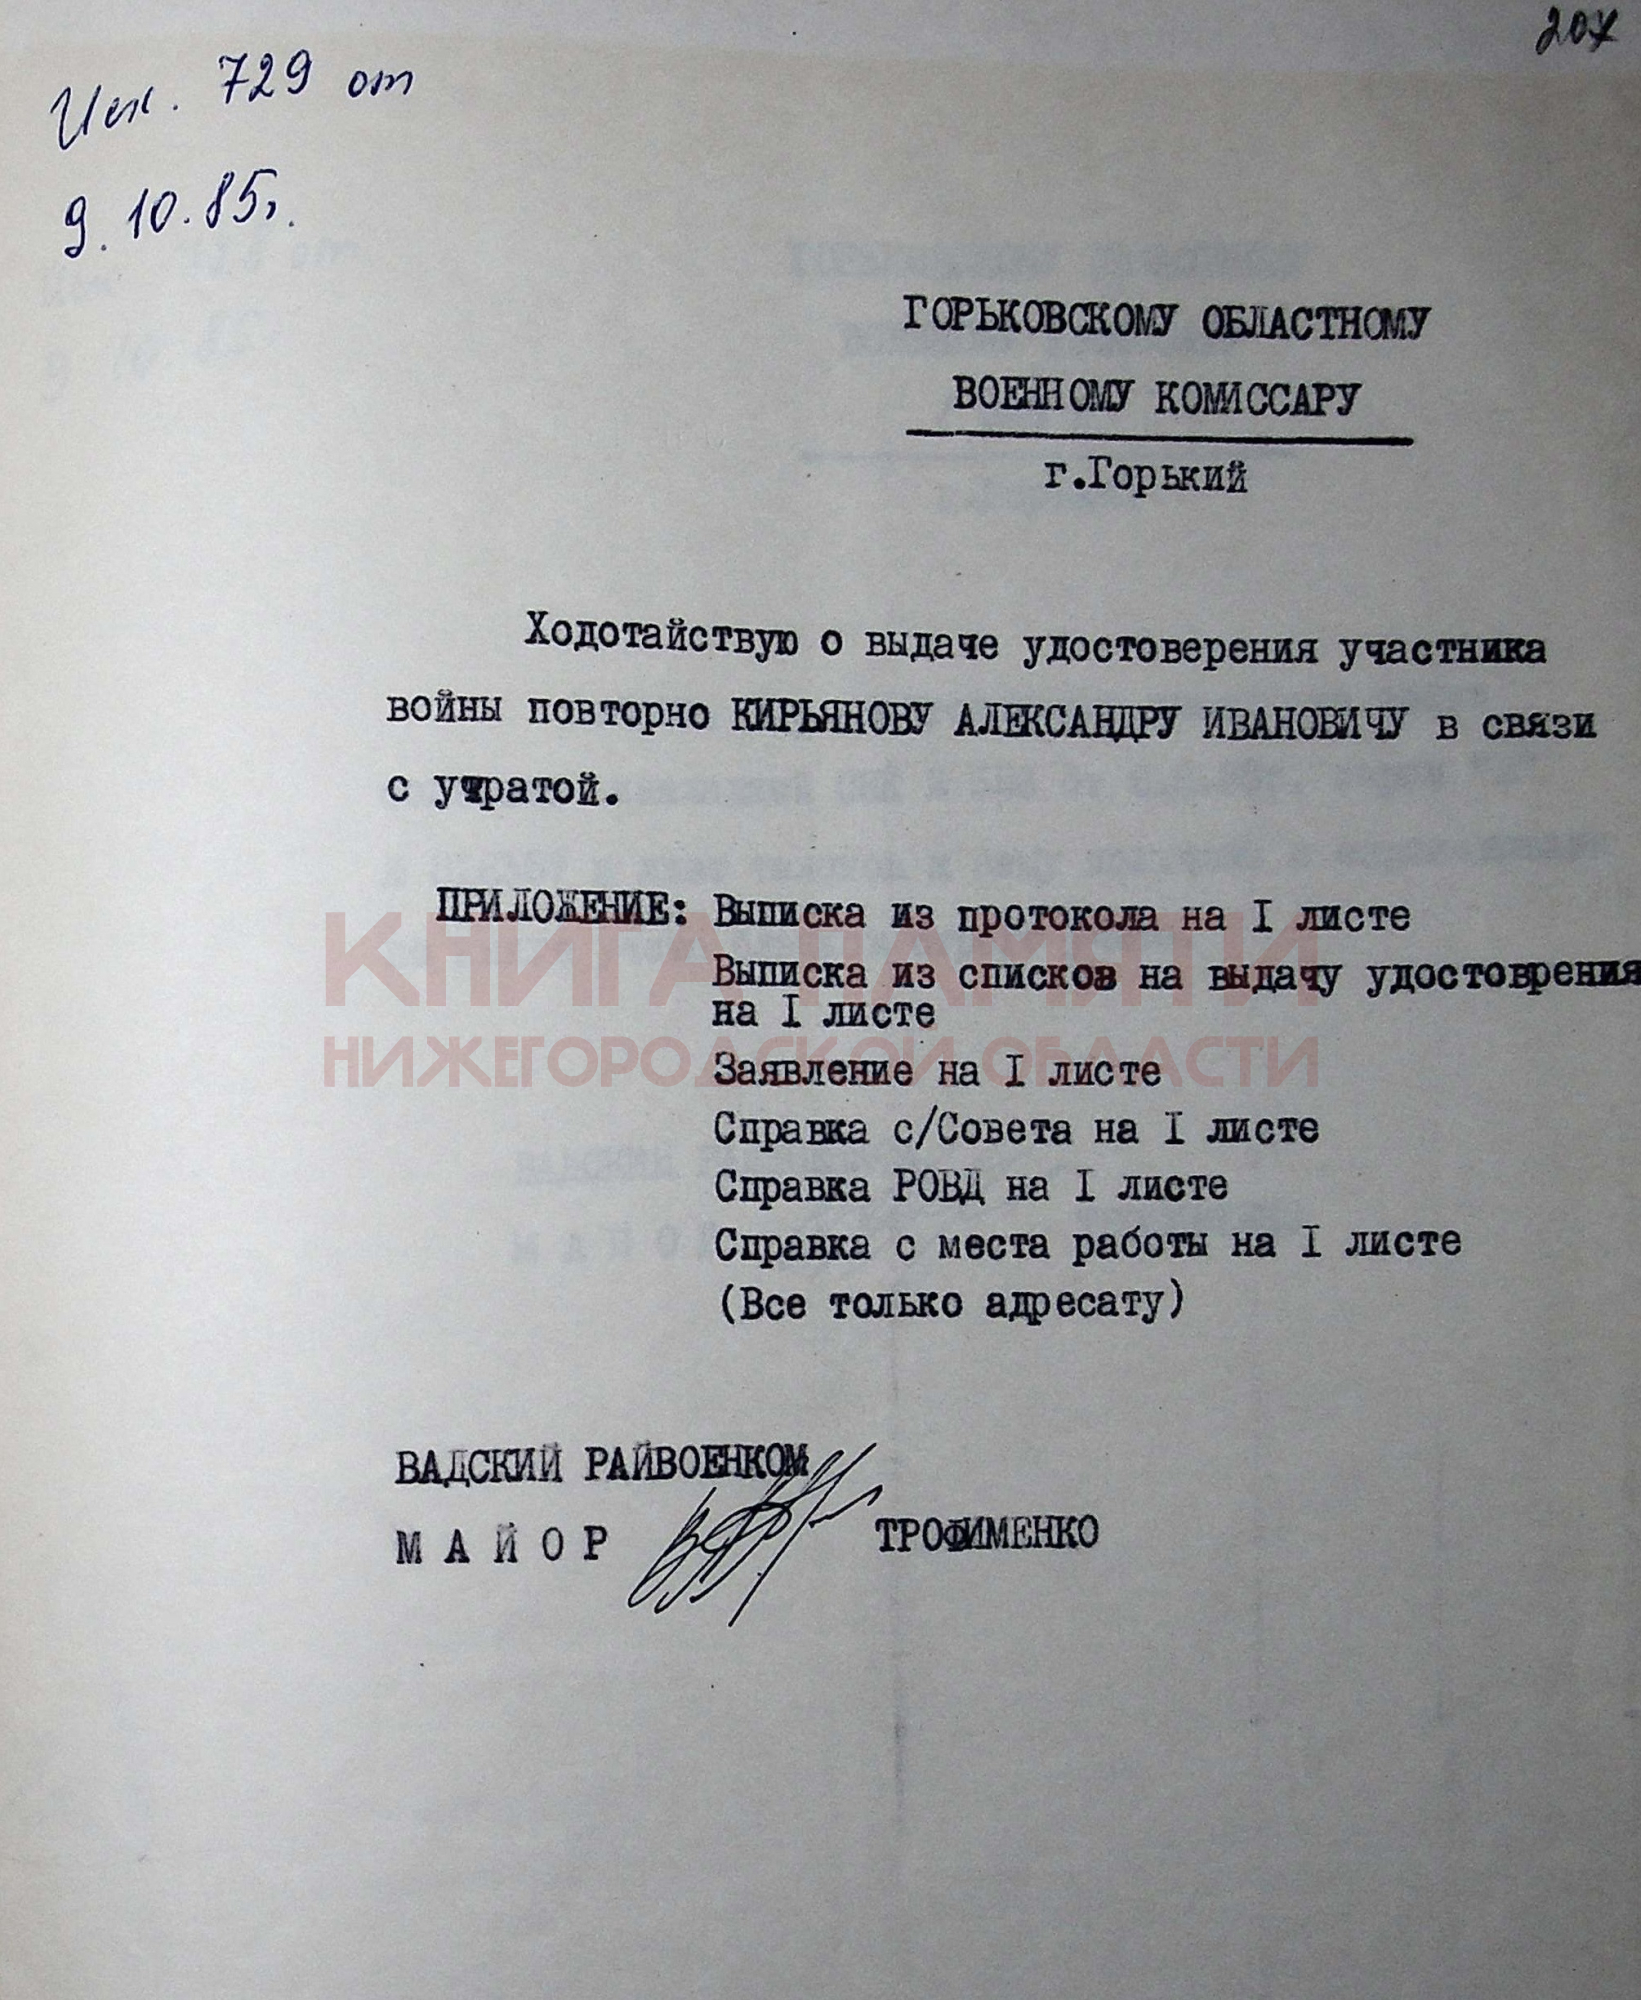 207
Исх. 729 от
9.10.85г.
ГОРЬКОВСКОМУ ОБЛАСТНОМУ
ВОЕННОМУ КОМИССАРУ
г.Горький
Ходотайствую о выдаче удостоверения участника
войны повторно КИРЬЯНОВУ АЛЕКСАНДРУ ИВАНОВИЧУ в связи
с утратой.
ПРИЛОЖЕНИЕ: Выписка из протокола на I листе
Выписка из списков на выдачу удостоврения
на I листе
КНИГА ПАМЯТИ
НИЖЕГОРОДСКОЙ ОБЛАСТИ
Заявление на I листе
Справка с/Совета на I листе
Справка РОВД на I листе
Справка с места работы на I листе
(Все только адресату)
ВАДСКИЙ РАЙВОЕНКОМ
МАЙОР ТРОФИМЕНКО